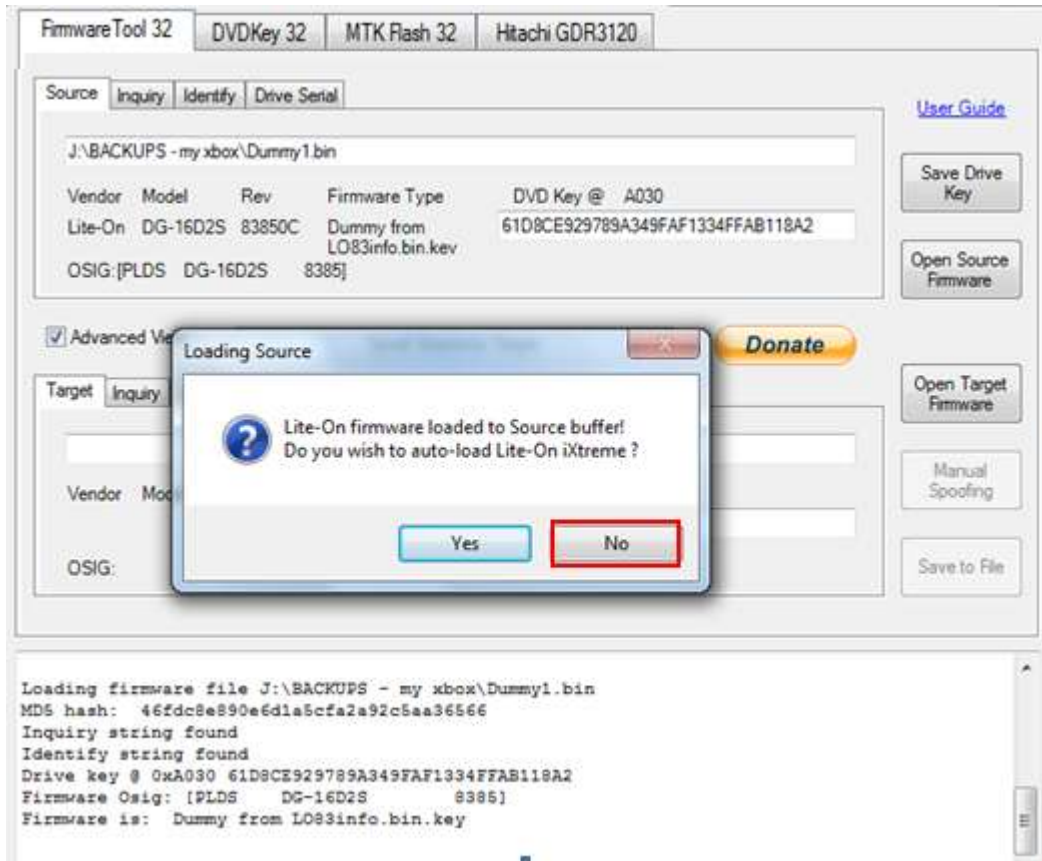 FirmwareTool 32 DVDKey 32 MTK Flash 32 Hitachi GDR3120
Source Inquiry Identify Drive Serial
User Guide
J:\BACKUPS - my xbox\Dummy1.bin
Save Drive
Key
Vendor Model Rev Firmware Type DVD Key @ A030
Lite-On DG-16D2S 83850C Dummy from
LO83info.bin.key
61D8CE929789A349FAF1334FFAB118A2
OSIG:[PLDS DG-16D2S 8385]
Open Source
Firmware
Advanced
Donate
Loading Source
Target Inquiry
Open Target
Firmware
Lite-On firmware loaded to Source buffer!
Do you wish to auto-load Lite-On iXtreme ?
Manual
Spoofing
Vendor
Yes No
OSIG:
Save to File
Loading firmware file J:\BACKUPS - my xbox\Dummy1.bin
MD5 hash: 46fdc8e890e6d1a5cfa2a92c5aa36566
Inquiry string found
Identify string found
Drive key @ 0xA030 61D8CE929789A349FAF1334FFAB118A2
Firmware Osig: [PLDS DG-16D2S 8385]
Firmware is: Dummy from LO83info.bin.key